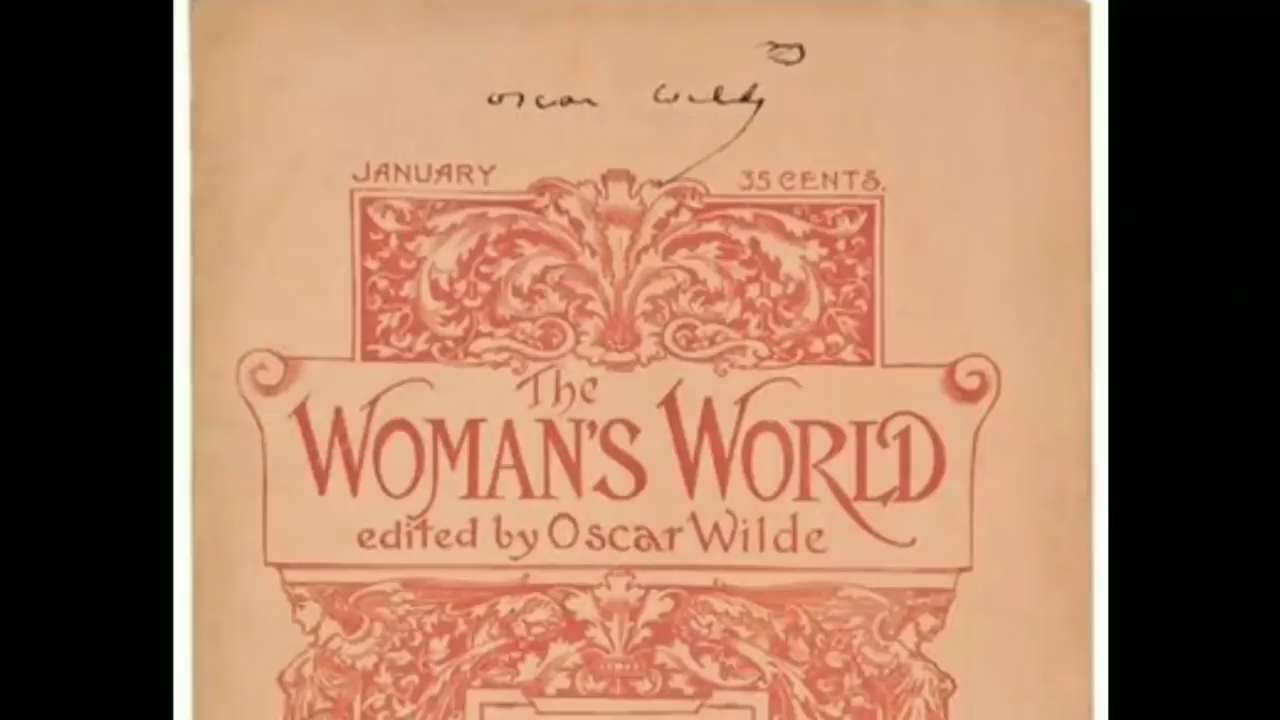 oscar wilde
JANUARY 35 CENTS.
The
WOMAN'S WORLD
edited by Oscar Wilde